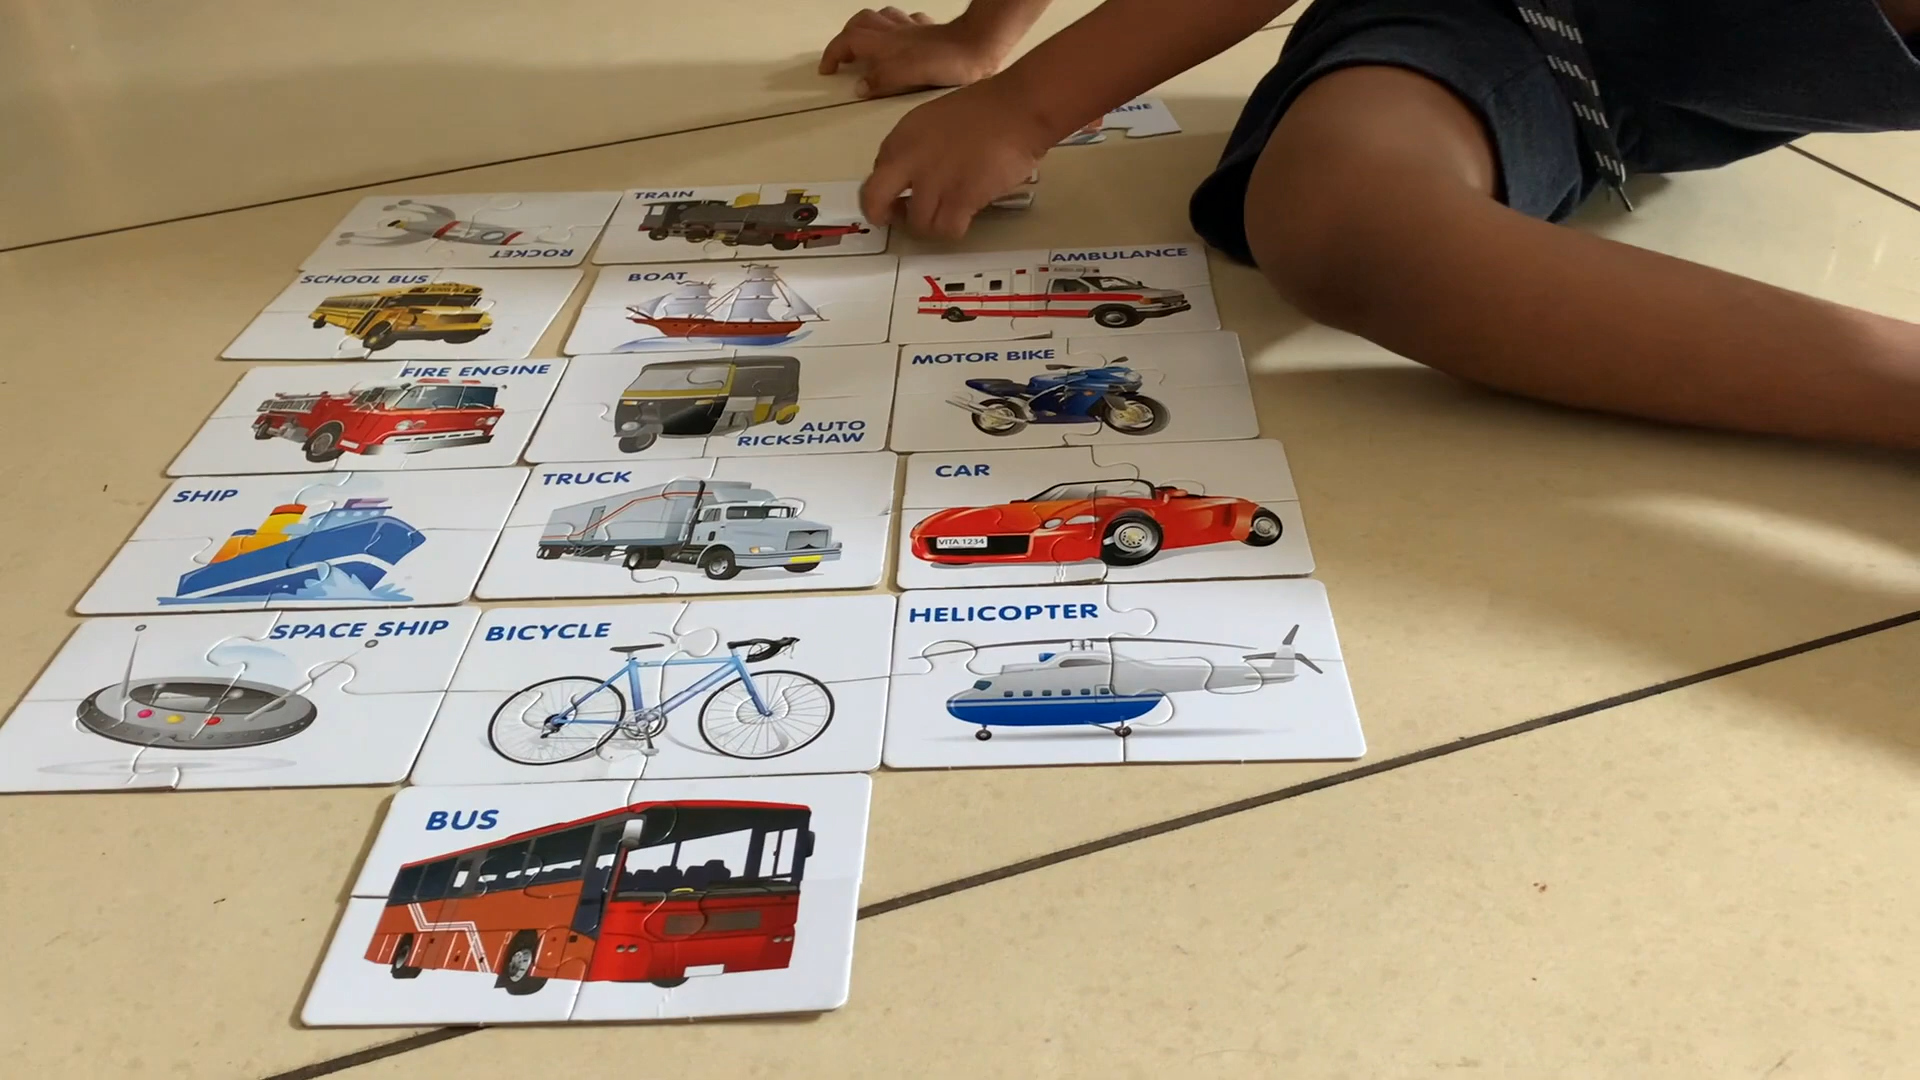 ANE
TRAIN
ROCKET
SCHOOL BUS
BOAT
AMBULANCE
FIRE ENGINE
AUTO
RICKSHAW
MOTOR BIKE
SHIP
TRUCK
CAR
VITA 1234
SPACE SHIP
BICYCLE
HELICOPTER
BUS